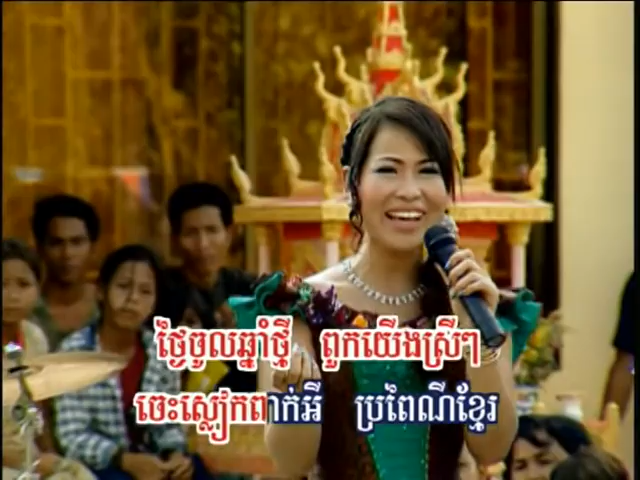 ថ្ងៃចូលឆ្នាំថ្មី ពួកយើងស្រីៗ
ចេះស្លៀកពាក់អី ប្រពៃណីខ្មែរ